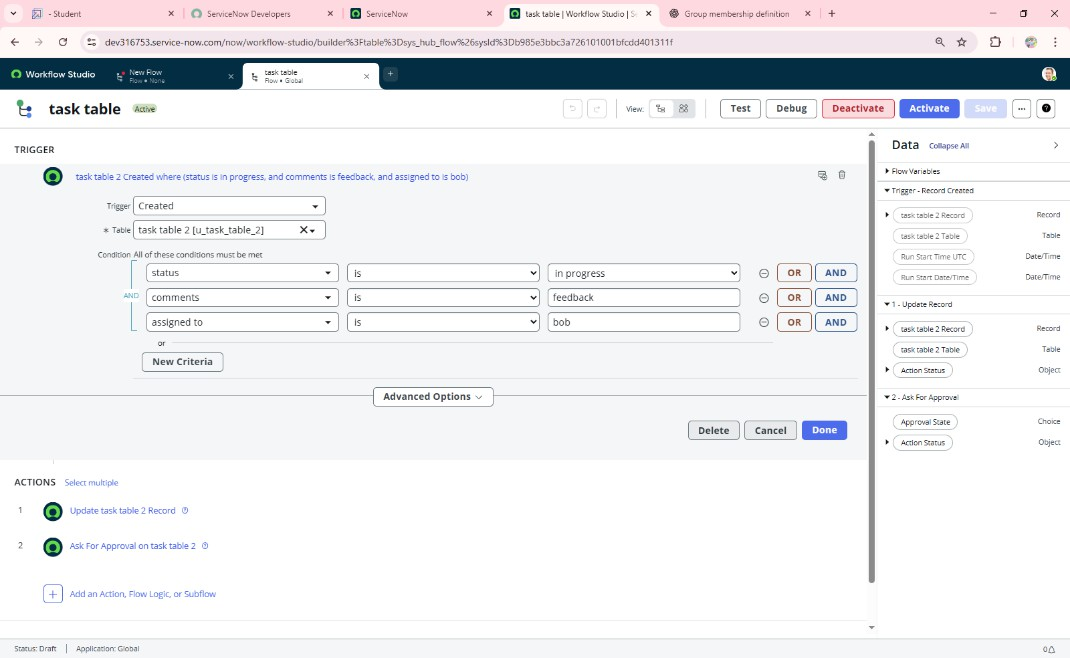 - Student
ServiceNow Developers
ServiceNow
task table | Workflow Studio | S
Group membership definition
dev316753.service-now.com/now/workflow-studio/builder%3Ftable%3Dsys_hub_flow%26sysId%3Db985e3bbc3a726101001bfcdd401311f
Workflow Studio
New Flow
Flow • None
task table
Flow • Global
task table
Active
View:
Test
Debug
Deactivate
Activate
Save
TRIGGER
task table 2 Created where (status is in progress, and comments is feedback, and assigned to is bob)
Trigger
Created
* Table
task table 2 [u_task_table_2]
Condition
All of these conditions must be met
status
is
in progress
OR
AND
AND
comments
is
feedback
OR
AND
assigned to
is
bob
OR
AND
or
New Criteria
Advanced Options
Delete
Cancel
Done
ACTIONS
Select multiple
1
Update task table 2 Record
2
Ask For Approval on task table 2
Add an Action, Flow Logic, or Subflow
Data
Collapse All
Flow Variables
Trigger - Record Created
task table 2 Record
Record
task table 2 Table
Table
Run Start Time UTC
Date/Time
Run Start Date/Time
Date/Time
1 - Update Record
task table 2 Record
Record
task table 2 Table
Table
Action Status
Object
2 - Ask For Approval
Approval State
Choice
Action Status
Object
Status: Draft
Application: Global
0